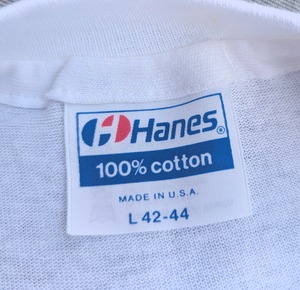 Hanes®
100% cotton
MADE IN U.S.A.
L 42-44